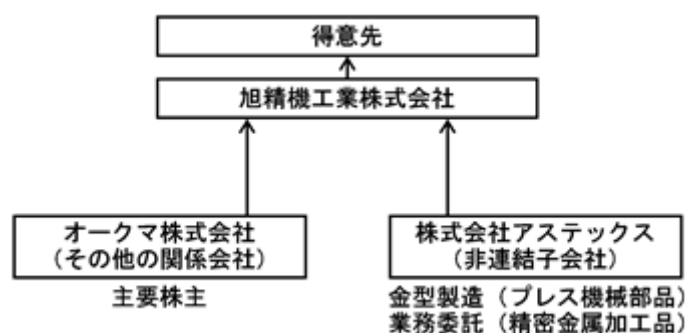 得意先
旭精機工業株式会社
オークマ株式会社
（その他の関係会社）
主要株主
株式会社アステックス
（非連結子会社）
金型製造（プレス機械部品）
業務委託（精密金属加工品）